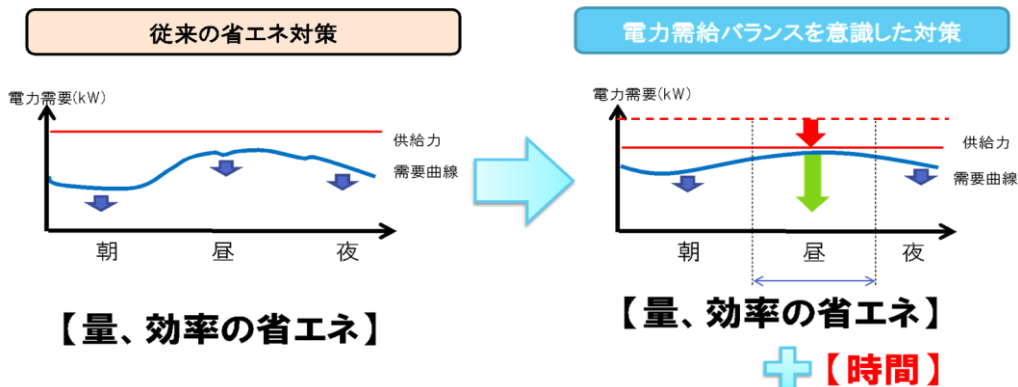 従来の省エネ対策
電力需要(kW)
供給力
需要曲線
朝
昼
夜
【量、効率の省エネ】
電力需給バランスを意識した対策
電力需要(kW)
供給力
需要曲線
朝
昼
夜
【量、効率の省エネ】
【時間】